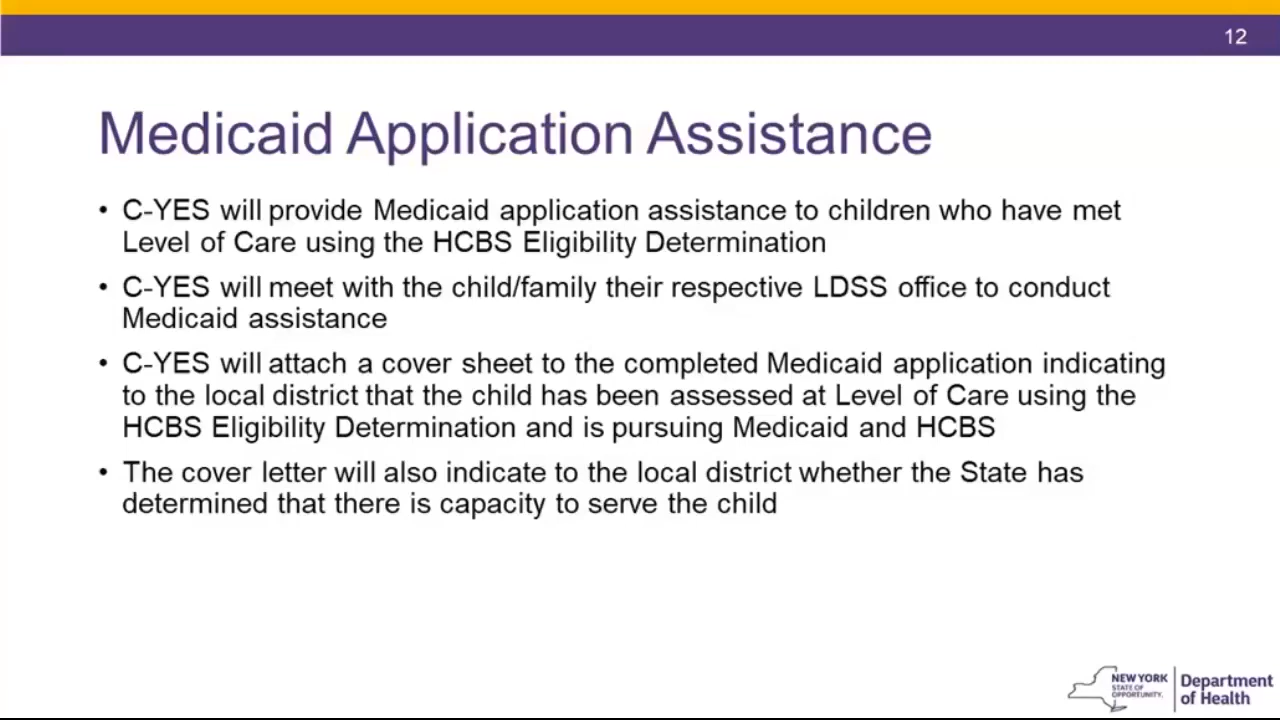 12
Medicaid Application Assistance
• C-YES will provide Medicaid application assistance to children who have met
Level of Care using the HCBS Eligibility Determination
• C-YES will meet with the child/family their respective LDSS office to conduct
Medicaid assistance
• C-YES will attach a cover sheet to the completed Medicaid application indicating
to the local district that the child has been assessed at Level of Care using the
HCBS Eligibility Determination and is pursuing Medicaid and HCBS
• The cover letter will also indicate to the local district whether the State has
determined that there is capacity to serve the child
NEW YORK
STATE OF
OPPORTUNITY.
Department
of Health